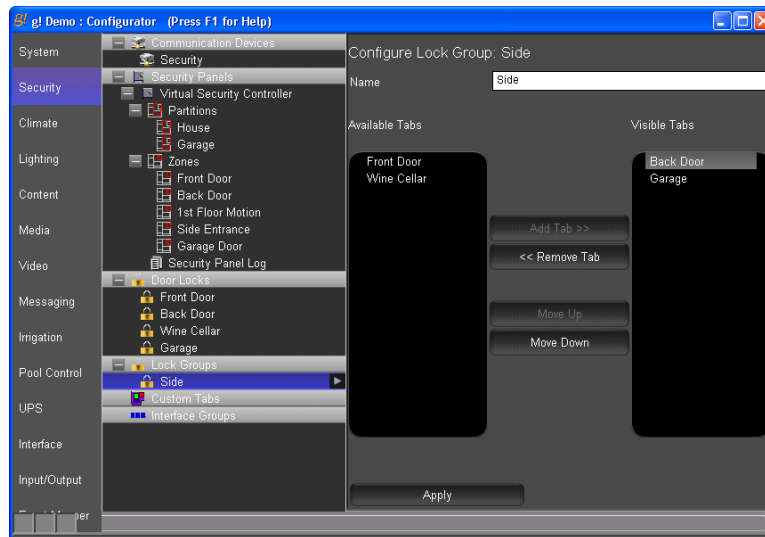 g! g! Demo : Configurator (Press F1 for Help)
System
Security
Climate
Lighting
Content
Media
Video
Messaging
Irrigation
Pool Control
UPS
Interface
Input/Output
Communication Devices
Security
Security Panels
Virtual Security Controller
Partitions
House
Garage
Zones
Front Door
Back Door
1st Floor Motion
Side Entrance
Garage Door
Security Panel Log
Door Locks
Front Door
Back Door
Wine Cellar
Garage
Lock Groups
Side
Custom Tabs
Interface Groups
Configure Lock Group: Side
Name
Side
Available Tabs
Front Door
Wine Cellar
Add Tab >>
<< Remove Tab
Move Up
Move Down
Visible Tabs
Back Door
Garage
Apply